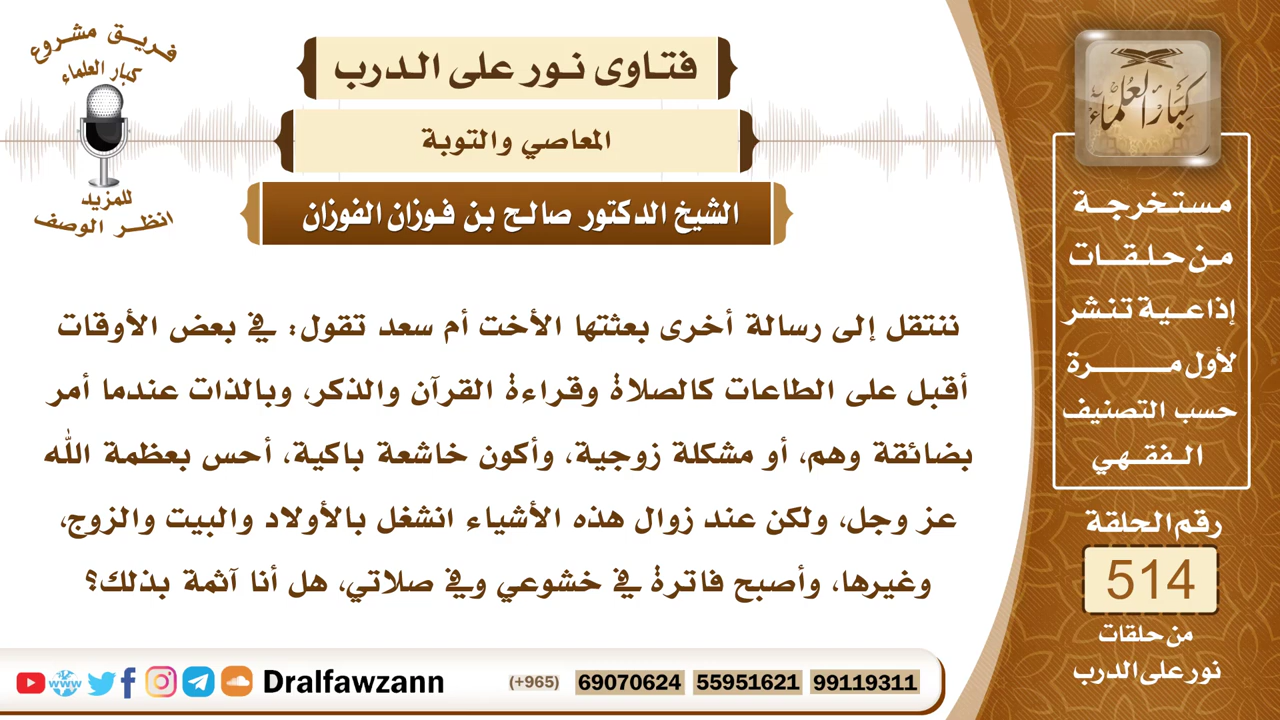 فريق مشروع
كبار العلماء
للمزيد
انظر الوصف
فتاوى نور على الدرب
المعاصي والتوبة
الشيخ الدكتور صالح بن فوزان الفوزان
ننتقل إلى رسالة أخرى بعثتها الأخت أم سعد تقول: في بعض الأوقات
أقبل على الطاعات كالصلاة وقراءة القرآن والذكر، وبالذات عندما أمر
بضائقة وهم، أو مشكلة زوجية، وأكون خاشعة باكية، أحس بعظمة الله
عز وجل، ولكن عند زوال هذه الأشياء انشغل بالأولاد والبيت والزوج،
وغيرها، وأصبح فاترة في خشوعي وفي صلاتي، هل أنا آثمة بذلك؟
كبار العلماء
مستخرجة
من حلقات
إذاعية تنشر
لأول مرة
حسب التصنيف
الفقهي
رقم الحلقة
514
من حلقات
نور على الدرب
www
Dralfawzann
(+965) 69070624 55951621 99119311